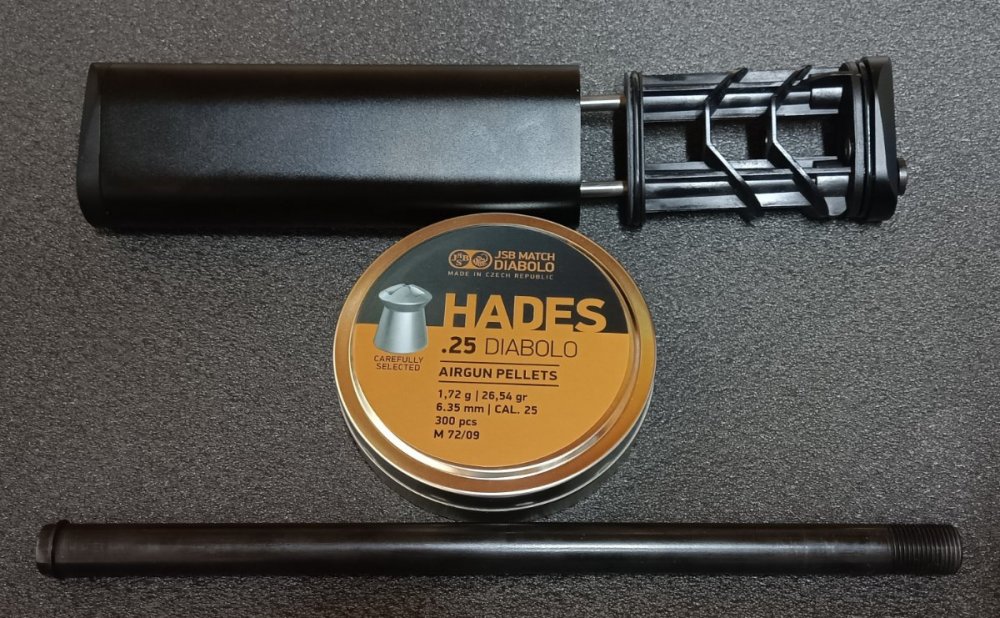 JSB
JSB MATCH
DIABOLO
MADE IN CZECH REPUBLIC
HADES
.25 DIABOLO
CAREFULLY
SELECTED
AIRGUN PELLETS
1,72 g | 26,54 gr
6.35 mm | CAL. 25
300 pcs
M 72/09